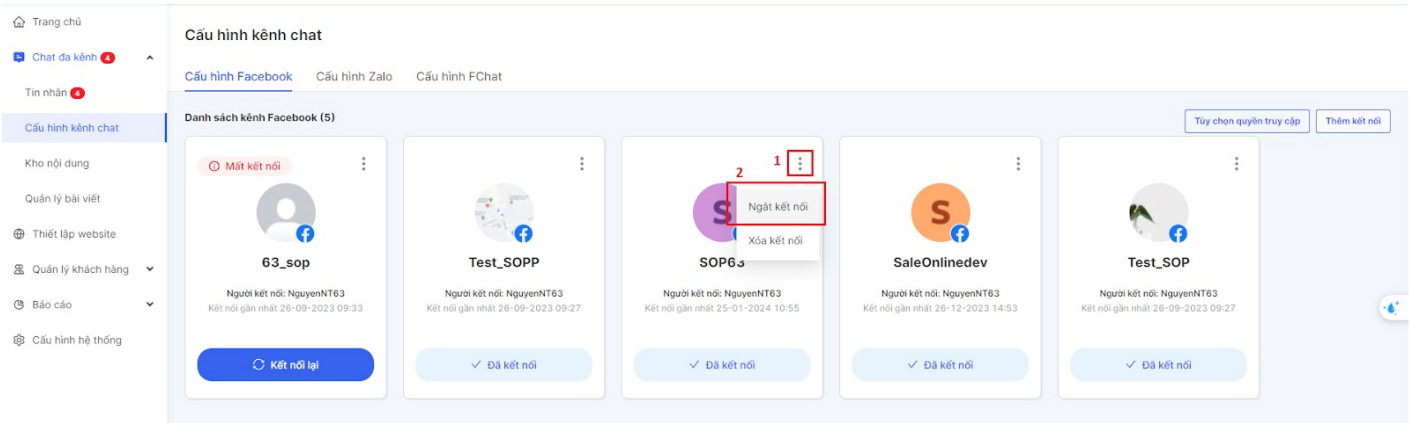 Trang chủ
Chat đa kênh 4
Tin nhắn 4
Cấu hình kênh chat
Kho nội dung
Quản lý bài viết
Thiết lập website
Quản lý khách hàng
Báo cáo
Cấu hình hệ thống
Cấu hình kênh chat
Cấu hình Facebook Cấu hình Zalo Cấu hình FChat
Danh sách kênh Facebook (5)
Tùy chọn quyền truy cập Thêm kết nối
Mất kết nối
63_sop
Người kết nối: NguyenNT63
Kết nối gần nhất 26-09-2023 09:33
Kết nối lại
Test_SOPP
Người kết nối: NguyenNT63
Kết nối gần nhất 26-09-2023 09:27
Đã kết nối
1
2
S
Ngắt kết nối
Xóa kết nối
SOP63
Người kết nối: NguyenNT63
Kết nối gần nhất 25-01-2024 10:55
Đã kết nối
S
SaleOnlinedev
Người kết nối: NguyenNT63
Kết nối gần nhất 26-12-2023 14:53
Đã kết nối
Test_SOP
Người kết nối: NguyenNT63
Kết nối gần nhất 26-09-2023 09:27
Đã kết nối